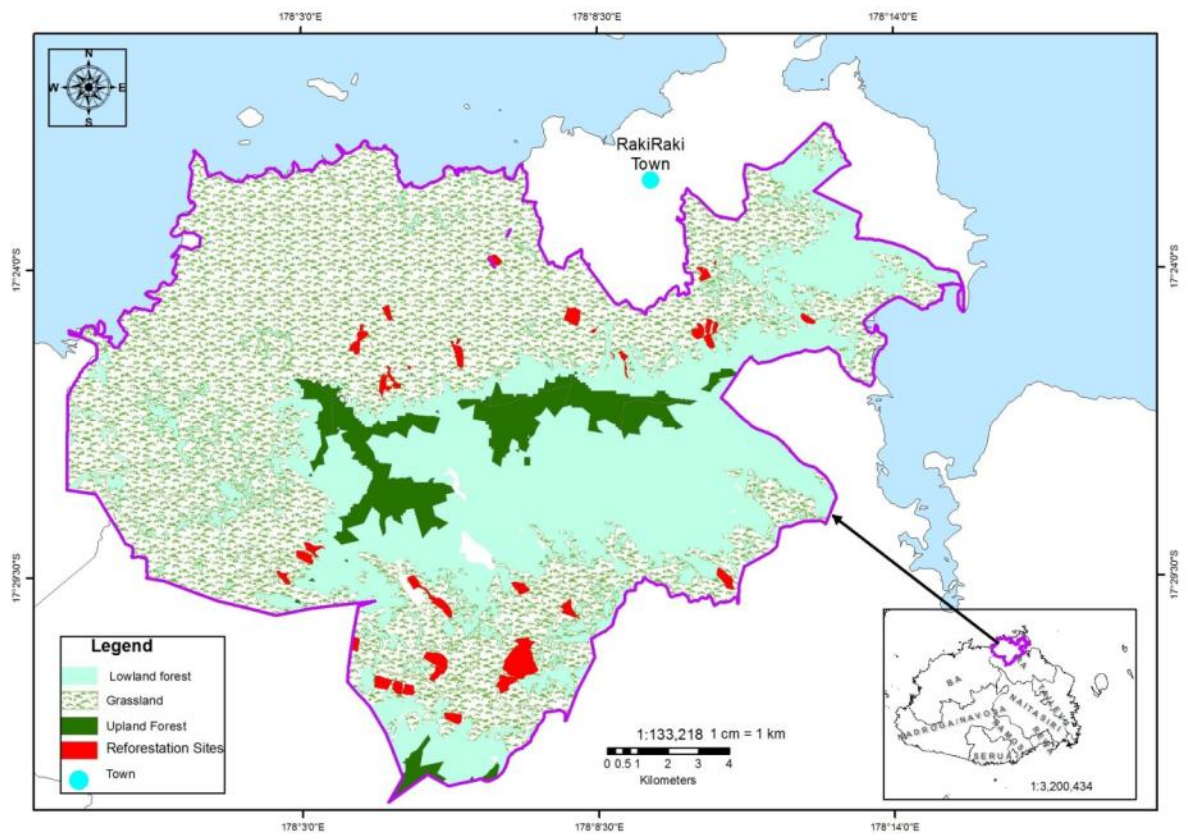 178°3'0"E
178°8'30"E
178°14'0"E
N
W
E
S
RakiRaki
Town
17°24'0"S
17°24'0"S
17°29'30"S
17°29'30"S
Legend
Lowland forest
Grassland
Upland Forest
Reforestation Sites
Town
1:133,218 1 cm = 1 km
0 0.5 1 2 3 4
Kilometers
BA
NADROGA/NAVOSA
NAITASIRI
SERUA
1:3,200,434
178°3'0"E
178°8'30"E
178°14'0"E